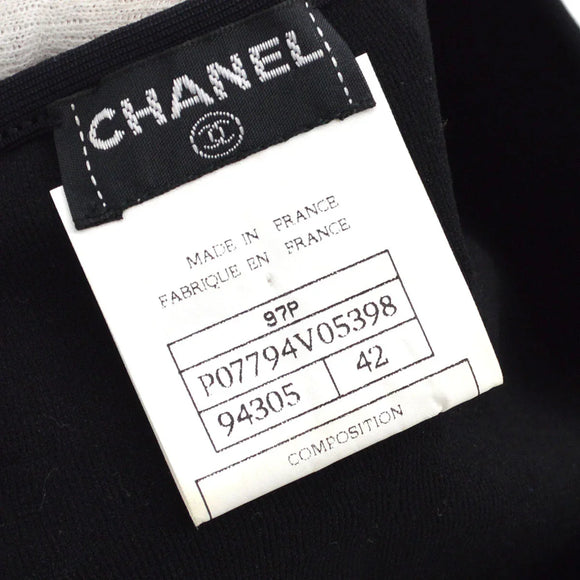 CHANEL
MADE IN FRANCE
FABRIQUE EN FRANCE
97P
P07794V05398
94305 42
COMPOSITION